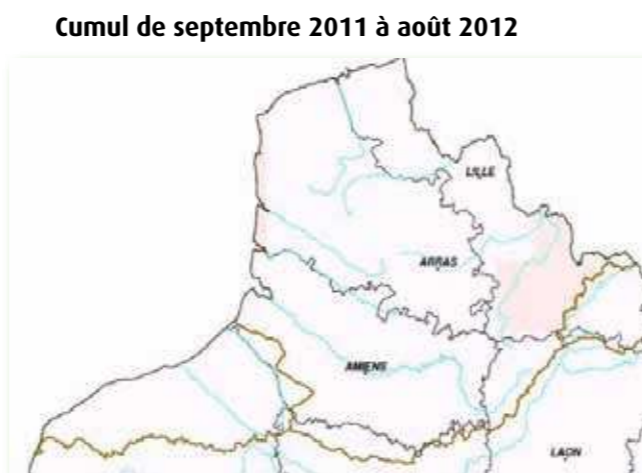 Cumul de septembre 2011 à août 2012
LILLE
ARRAS
AMIENS
LAON